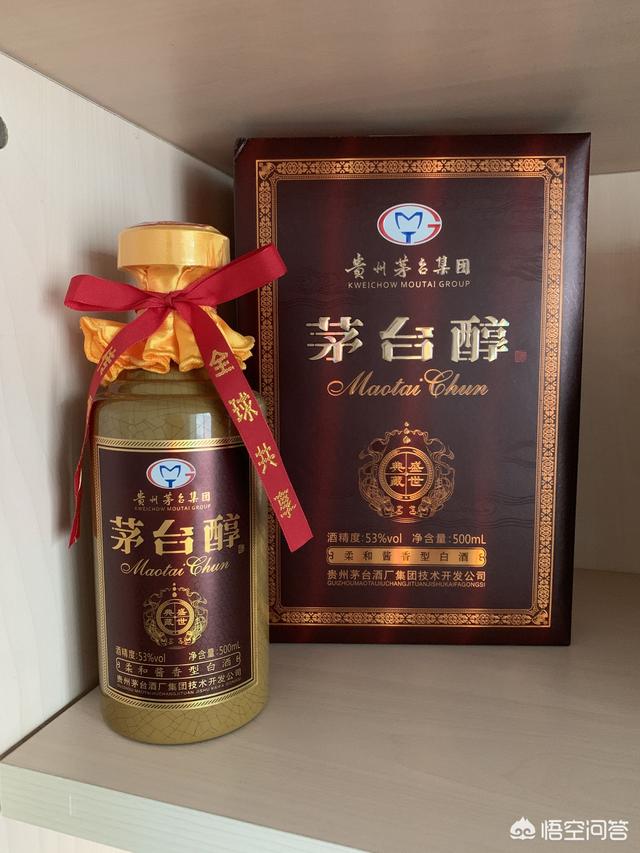 全球共享
贵州茅台集团
KWEICHOW MOUTAI GROUP
茅台醇
Maotai Chun
盛世
典藏
酒精度:53%vol 净含量:500mL
柔和酱香型白酒
贵州茅台酒厂集团技术开发公司
贵州茅台集团
KWEICHOW MOUTAI GROUP
茅台醇
Maotai Chun
盛世
典藏
酒精度:53%vol 净含量:500mL
柔和酱香型白酒
贵州茅台酒厂集团技术开发公司
GUIZHOUMAOTAIJIUCHANGJITUANJISHUKAIFAGONGSI
悟空问答